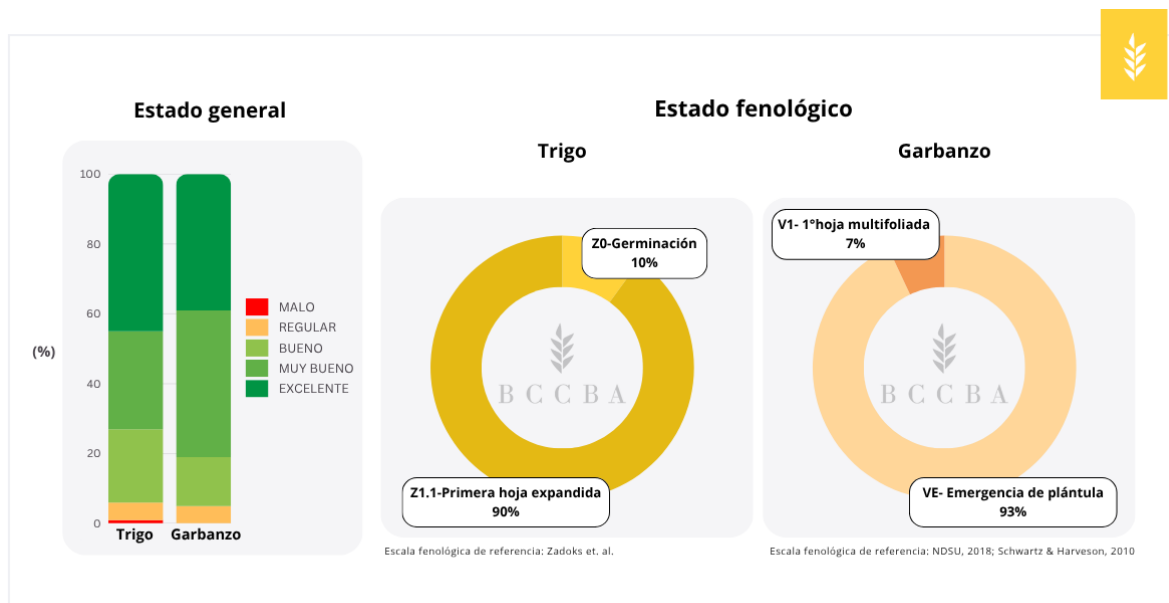 Estado general
Estado fenológico
Trigo
Garbanzo
100
80
60
40
20
0
(%)
Trigo
Garbanzo
MALO
REGULAR
BUENO
MUY BUENO
EXCELENTE
Z0-Germinación
10%
BCCBA
Z1.1-Primera hoja expandida
90%
Escala fenológica de referencia: Zadoks et. al.
V1- 1°hoja multifoliada
7%
BCCBA
VE- Emergencia de plántula
93%
Escala fenológica de referencia: NDSU, 2018; Schwartz & Harveson, 2010